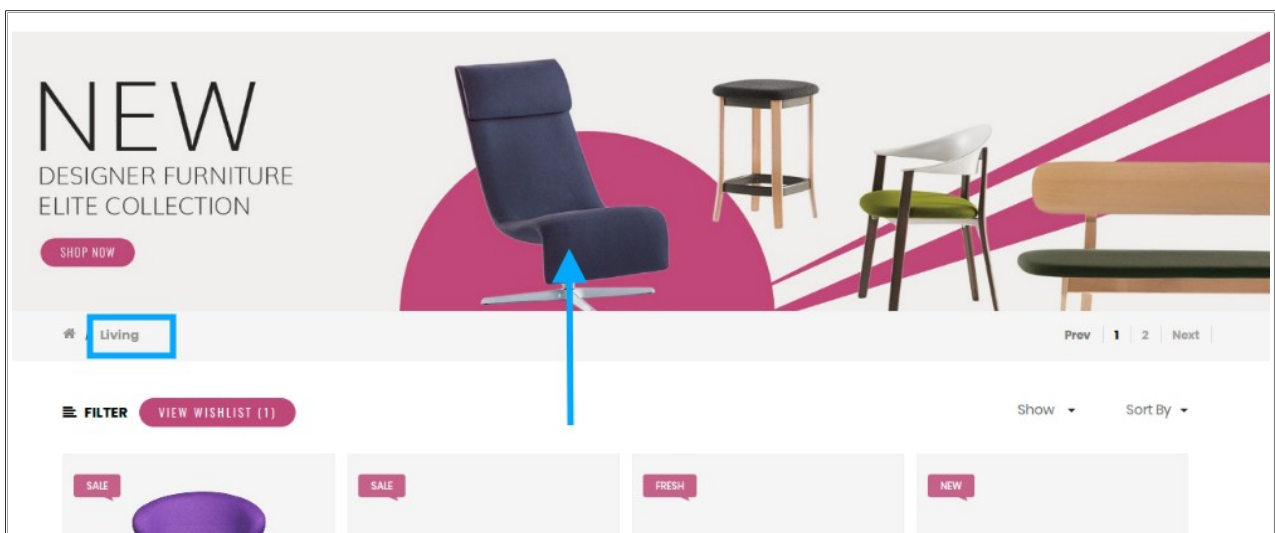 NEW
DESIGNER FURNITURE
ELITE COLLECTION
SHOP NOW
/ Living
Prev 1 2 Next
FILTER VIEW WISHLIST (1)
Show Sort By
SALE SALE FRESH NEW